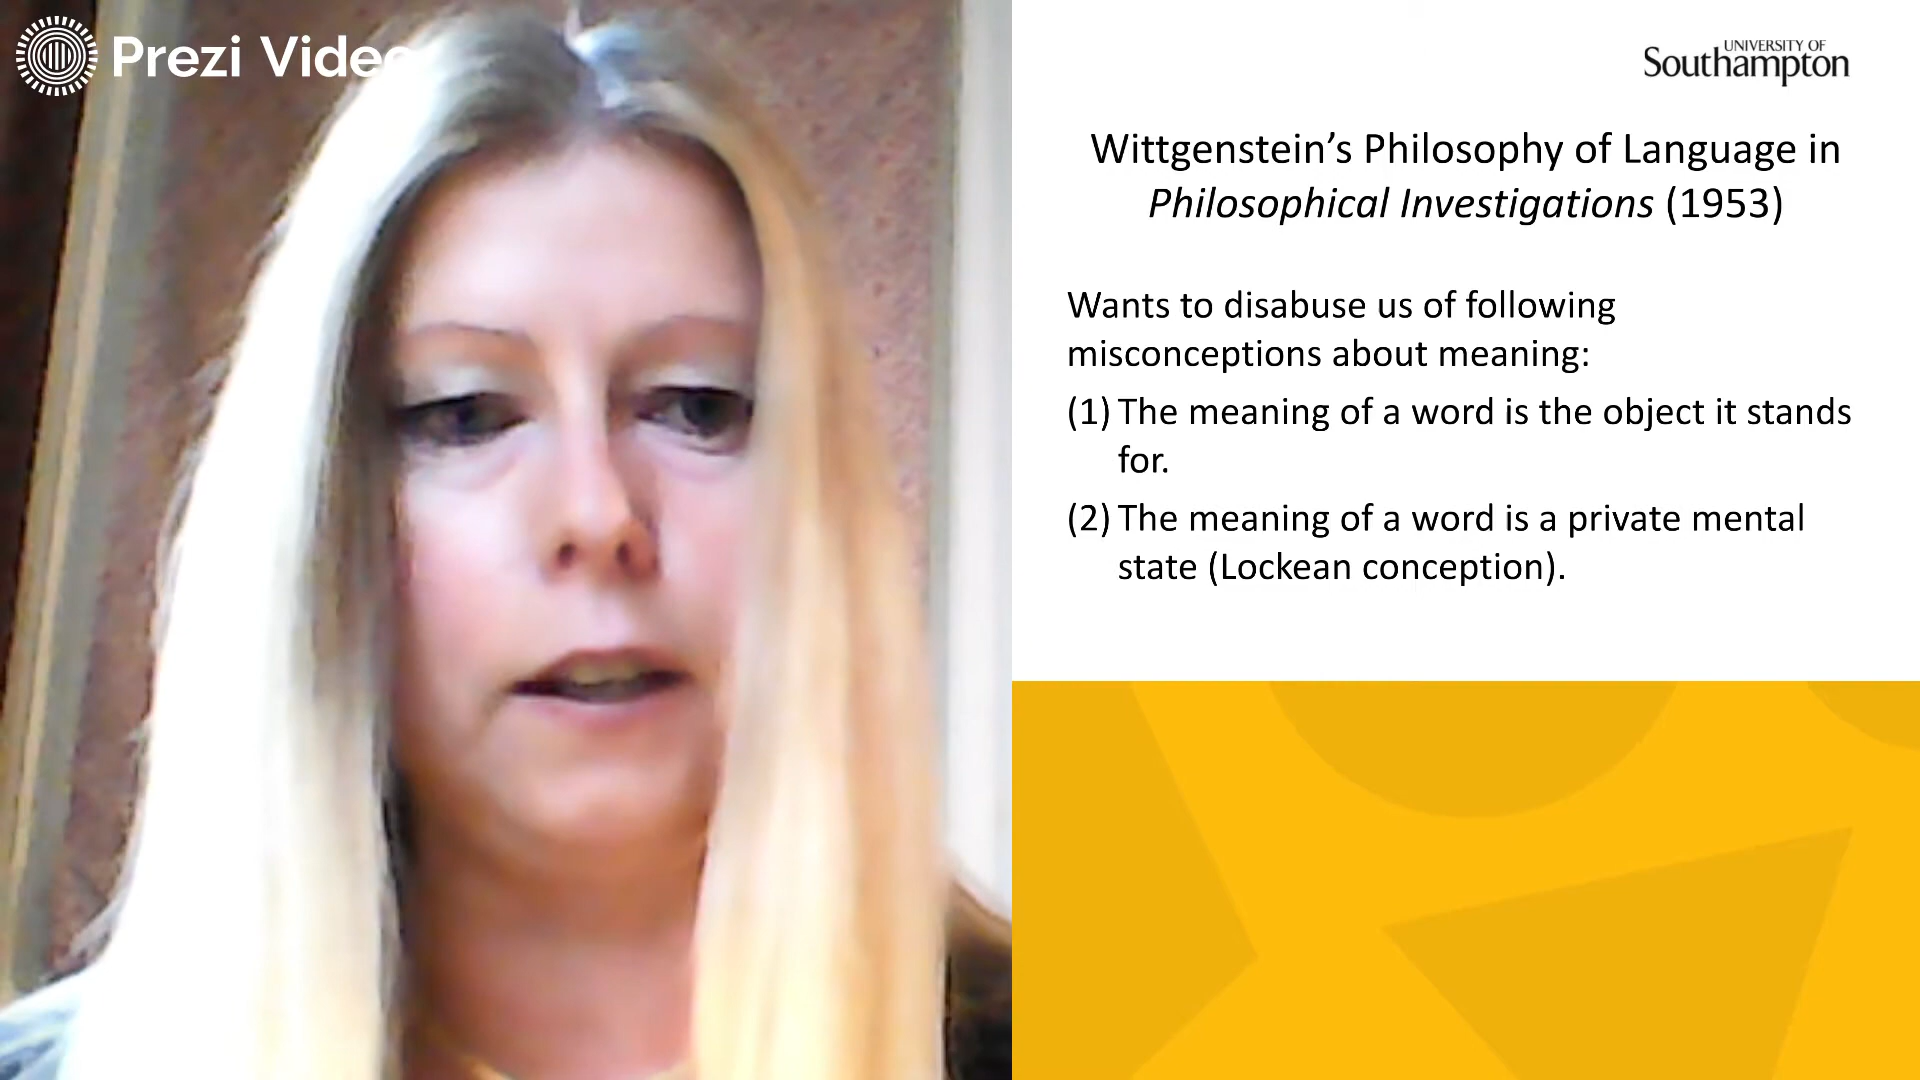 Prezi Video
UNIVERSITY OF
Southampton
Wittgenstein’s Philosophy of Language in
Philosophical Investigations (1953)
Wants to disabuse us of following
misconceptions about meaning:
(1) The meaning of a word is the object it stands
for.
(2) The meaning of a word is a private mental
state (Lockean conception).